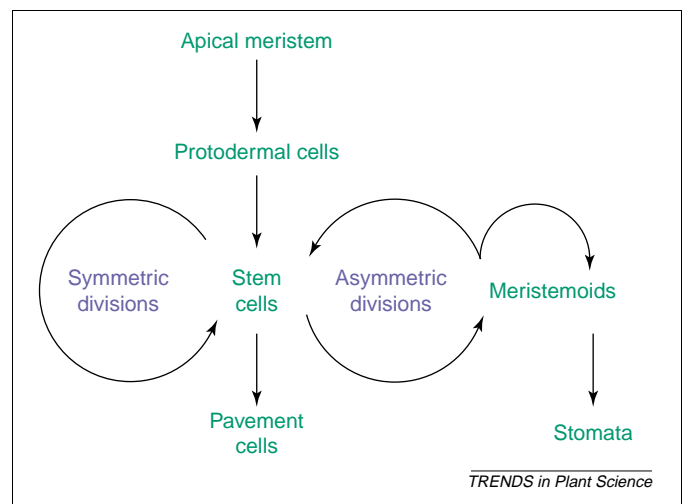 Apical meristem
Protodermal cells
Symmetric
divisions
Stem
cells
Asymmetric
divisions
Meristemoids
Pavement
cells
Stomata
TRENDS in Plant Science